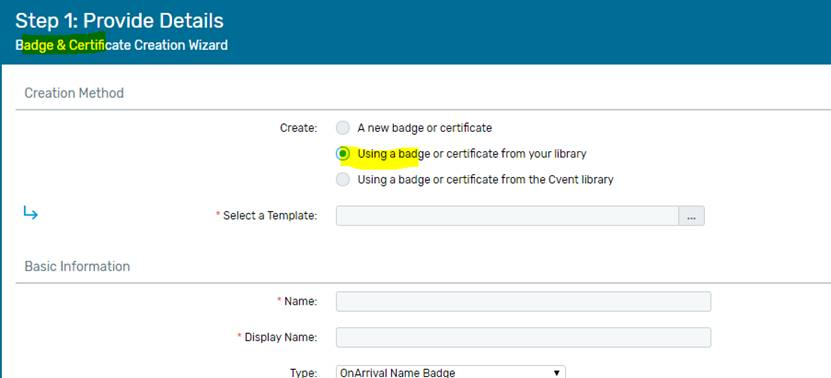 Step 1: Provide Details
Badge & Certificate Creation Wizard
Creation Method
Create: A new badge or certificate
Using a badge or certificate from your library
Using a badge or certificate from the Cvent library
* Select a Template: ...
Basic Information
* Name:
* Display Name:
Type: OnArrival Name Badge